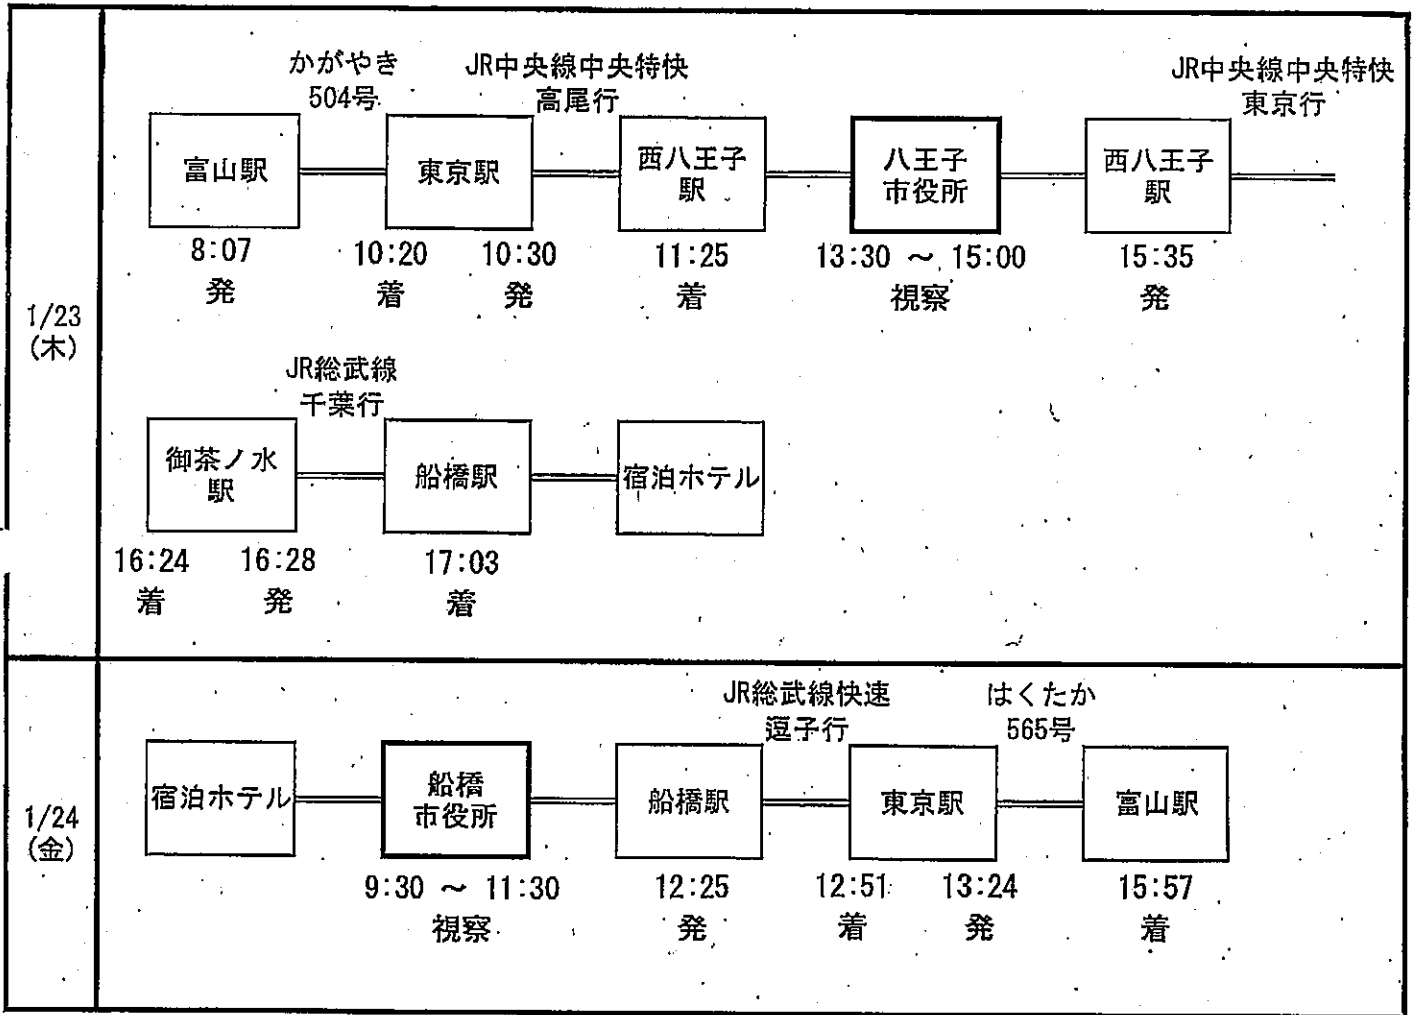 1/23
(木)
かがやき
504号
JR中央線中央特快
高尾行
JR中央線中央特快
東京行
富山駅
東京駅
西八王子
駅
八王子
市役所
西八王子
駅
8:07
発
10:20
着
10:30
発
11:25
着
13:30 ～ 15:00
視察
15:35
発
JR総武線
千葉行
御茶ノ水
駅
船橋駅
宿泊ホテル
16:24
着
16:28
発
17:03
着
1/24
(金)
JR総武線快速
逗子行
はくたか
565号
宿泊ホテル
船橋
市役所
船橋駅
東京駅
富山駅
9:30 ～ 11:30
視察
12:25
発
12:51
着
13:24
発
15:57
着